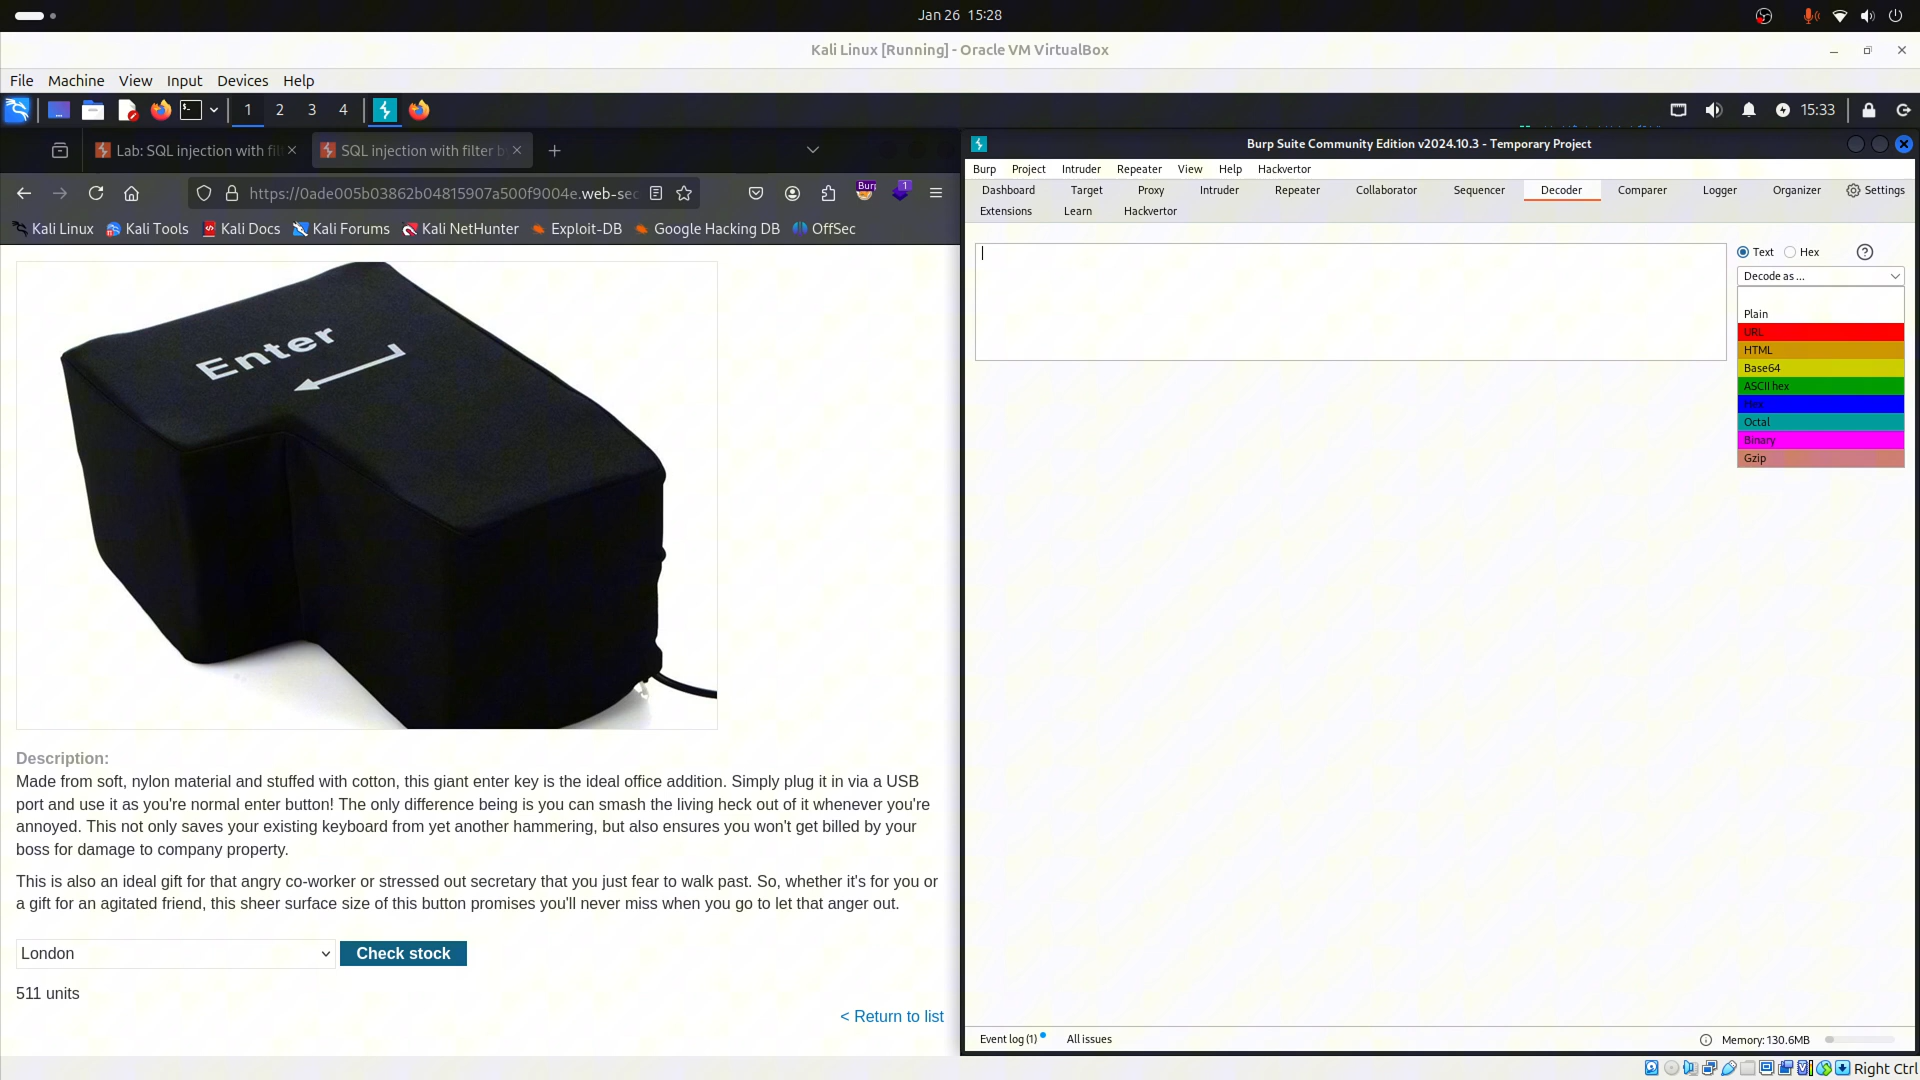 Jan 26 15:28
Kali Linux [Running] - Oracle VM VirtualBox
File Machine View Input Devices Help
1 2 3 4
15:33
Lab: SQL injection with fil
SQL injection with filter b
Burp Suite Community Edition v2024.10.3 - Temporary Project
Burp Project Intruder Repeater View Help Hackvertor
https://0ade005b03862b04815907a500f9004e.web-sec
Burp
1
Dashboard Target Proxy Intruder Repeater Collaborator Sequencer Decoder Comparer Logger Organizer Settings
Extensions Learn Hackvertor
Kali Linux Kali Tools Kali Docs Kali Forums Kali NetHunter Exploit-DB Google Hacking DB OffSec
Text Hex ?
Decode as ...
Plain
URL
HTML
Base64
ASCII hex
Hex
Octal
Binary
Gzip
Enter
Description:
Made from soft, nylon material and stuffed with cotton, this giant enter key is the ideal office addition. Simply plug it in via a USB
port and use it as you're normal enter button! The only difference being is you can smash the living heck out of it whenever you're
annoyed. This not only saves your existing keyboard from yet another hammering, but also ensures you won't get billed by your
boss for damage to company property.
This is also an ideal gift for that angry co-worker or stressed out secretary that you just fear to walk past. So, whether it's for you or
a gift for an agitated friend, this sheer surface size of this button promises you'll never miss when you go to let that anger out.
London
Check stock
511 units
< Return to list
Event log (1) All issues
Memory: 130.6MB
Right Ctrl